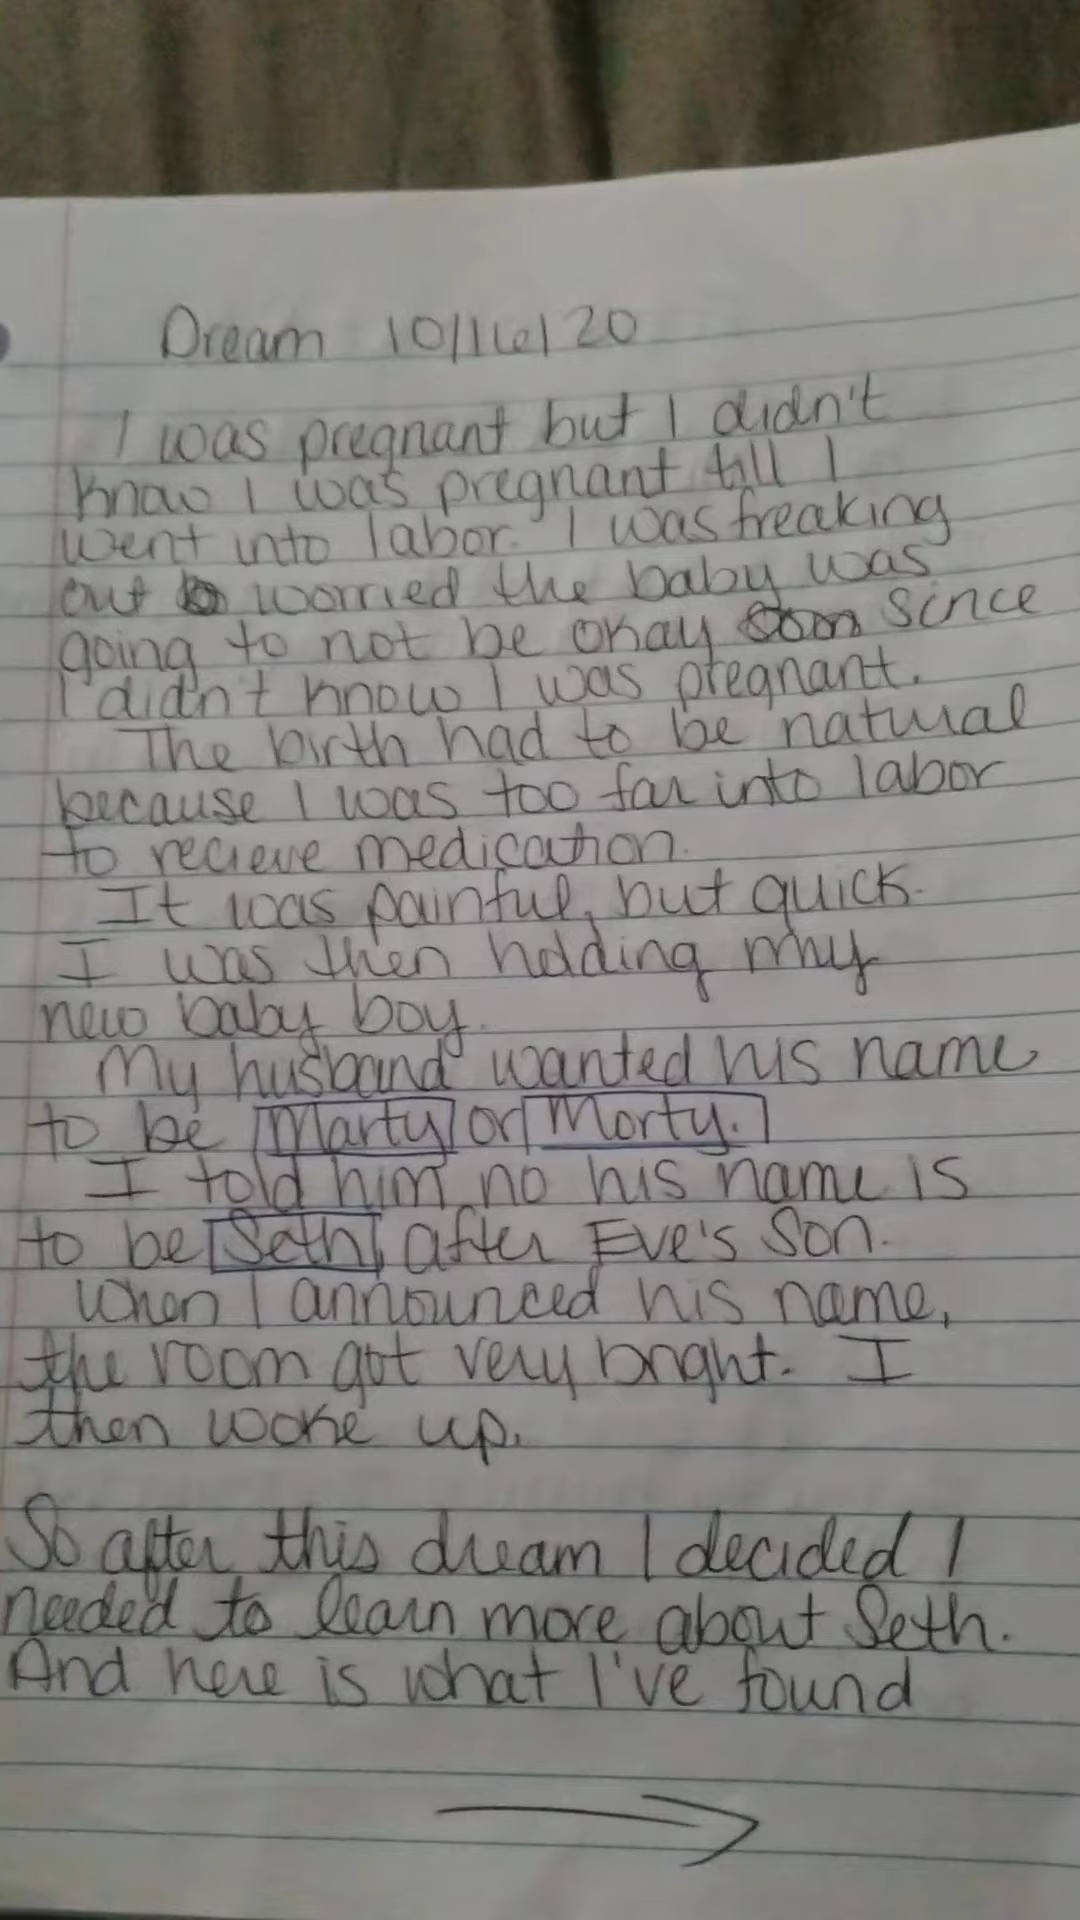 Dream 10/16/20
I was pregnant but I didn't
know I was pregnant till I
went into labor. I was freaking
out worried the baby was
going to not be okay since
I didn't know I was pregnant.
The birth had to be natural
because I was too far into labor
to recieve medication.
It was painful, but quick.
I was then holding my
new baby boy.
My husband wanted his name
to be Marty or Morty.
I told him no his name is
to be Seth, after Eve's son.
When I announced his name,
the room got very bright. I
then woke up.
So after this dream I decided I
needed to learn more about Seth.
And here is what I've found